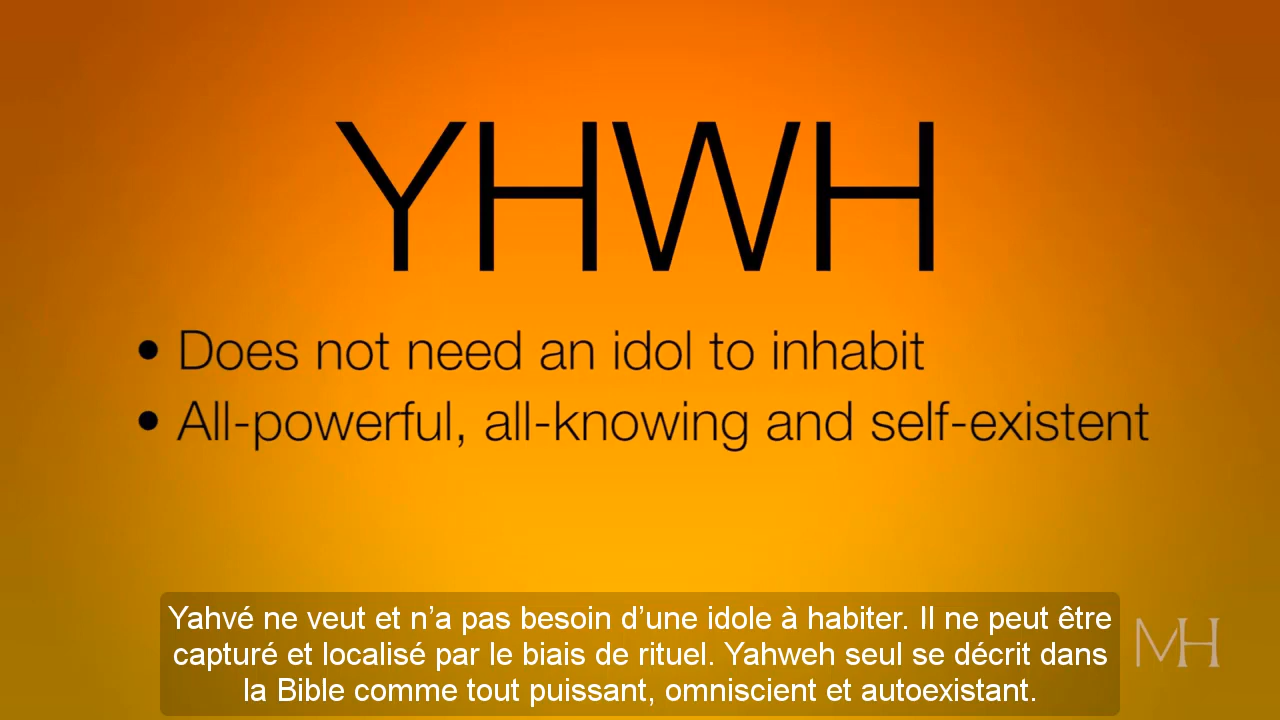 YHWH
• Does not need an idol to inhabit
• All-powerful, all-knowing and self-existent
Yahvé ne veut et n’a pas besoin d’une idole à habiter. Il ne peut être
capturé et localisé par le biais de rituel. Yahweh seul se décrit dans
la Bible comme tout puissant, omniscient et autoexistant.
MH